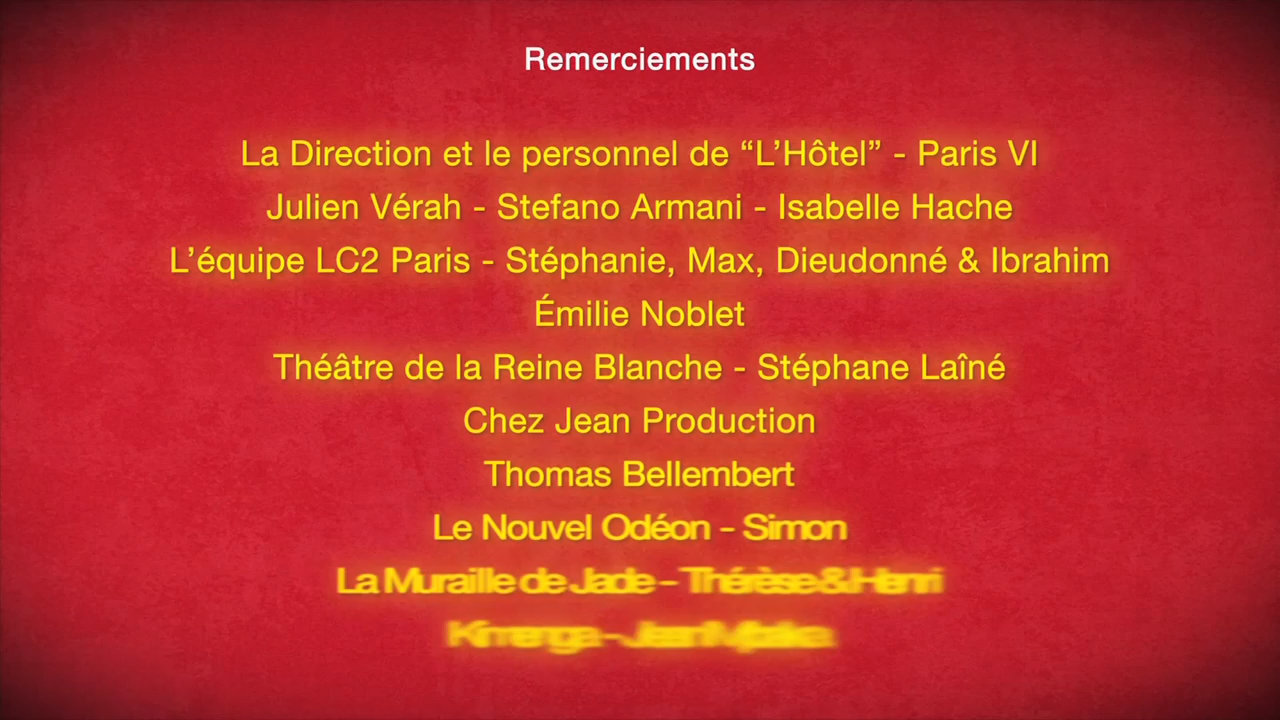 Remerciements
La Direction et le personnel de “L’Hôtel” - Paris VI
Julien Vérah - Stefano Armani - Isabelle Hache
L’équipe LC2 Paris - Stéphanie, Max, Dieudonné & Ibrahim
Émilie Noblet
Théâtre de la Reine Blanche - Stéphane Laîné
Chez Jean Production
Thomas Bellembert
Le Nouvel Odéon - Simon
La Muraille de Jade - Thérèse & Henri
- Jean